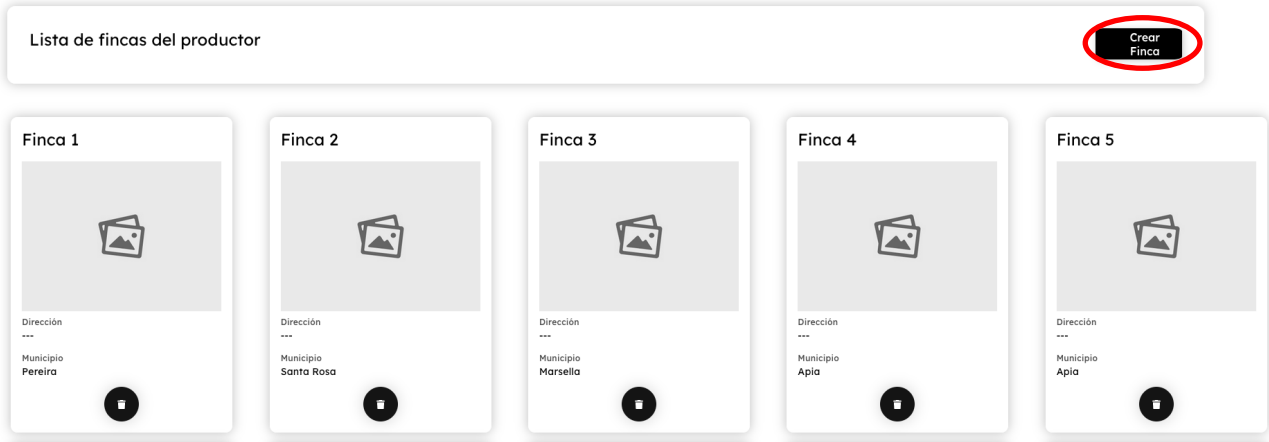 Lista de fincas del productor
Crear
Finca
Finca 1
Dirección
---
Municipio
Pereira
Finca 2
Dirección
---
Municipio
Santa Rosa
Finca 3
Dirección
---
Municipio
Marsella
Finca 4
Dirección
---
Municipio
Apia
Finca 5
Dirección
---
Municipio
Apia